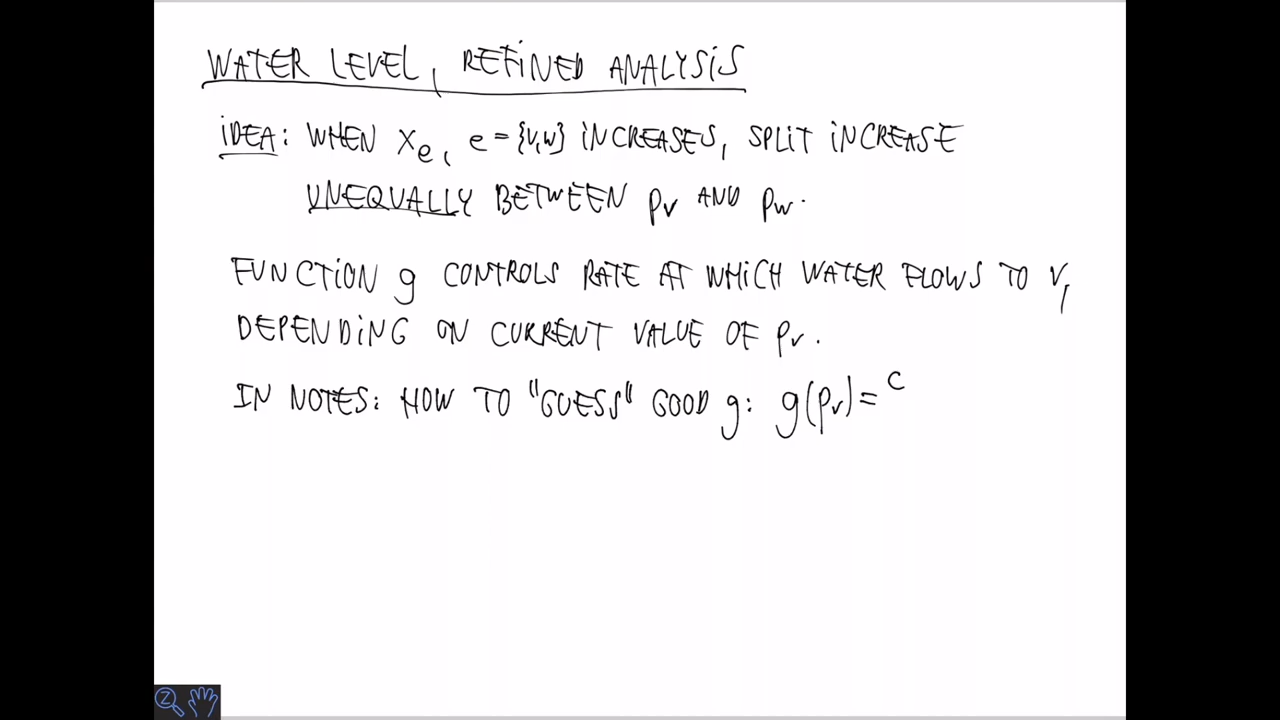 WATER LEVEL, REFINED ANALYSIS
IDEA: WHEN xe, e = {v,w} INCREASES, SPLIT INCREASE
UNEQUALLY BETWEEN pv AND pw.
FUNCTION g CONTROLS RATE AT WHICH WATER FLOWS TO v,
DEPENDING ON CURRENT VALUE OF pv.
IN NOTES: HOW TO "GUESS" GOOD g: g(pv) = c
Z